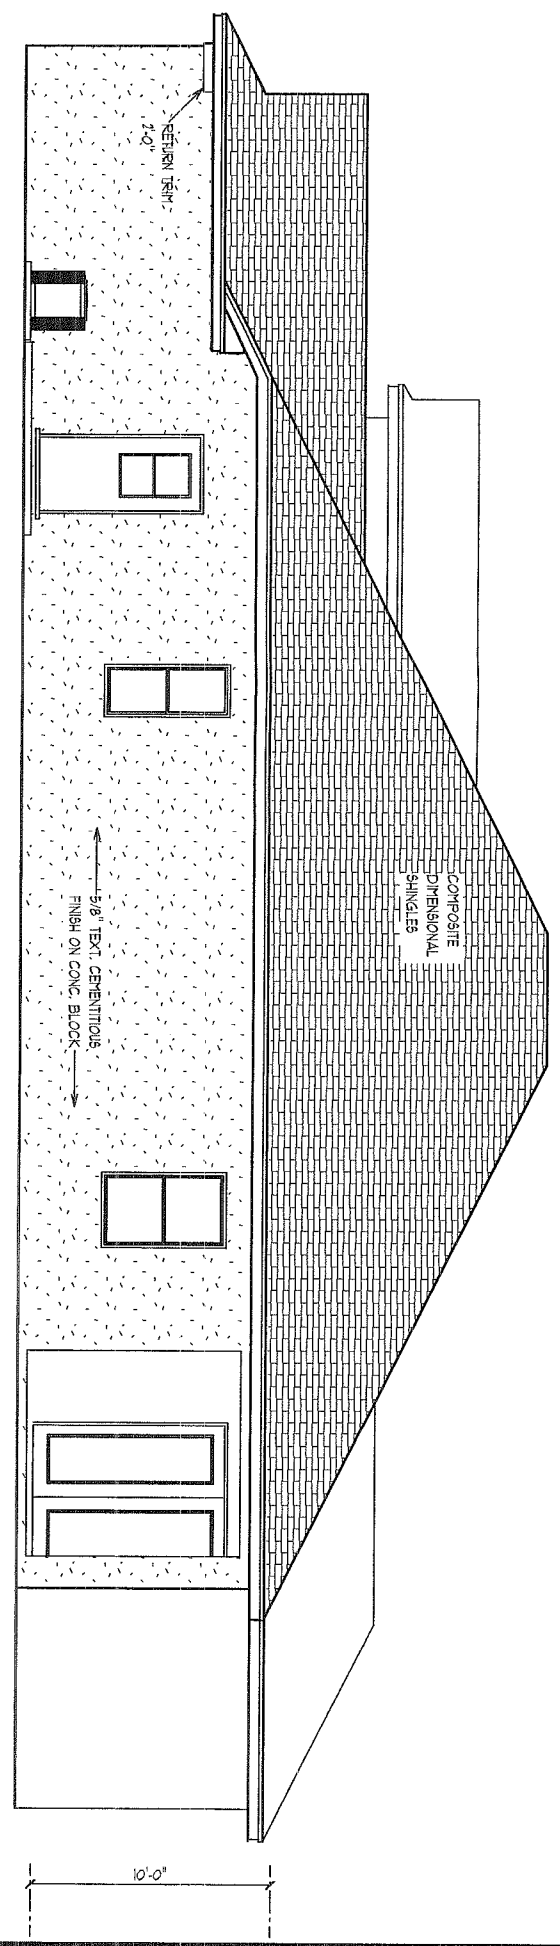 RETURN TRIM
2'-0"
COMPOSITE
DIMENSIONAL
SHINGLES
5/8" TEXT. CEMENTITIOUS
FINISH ON CONC. BLOCK
10'-0"